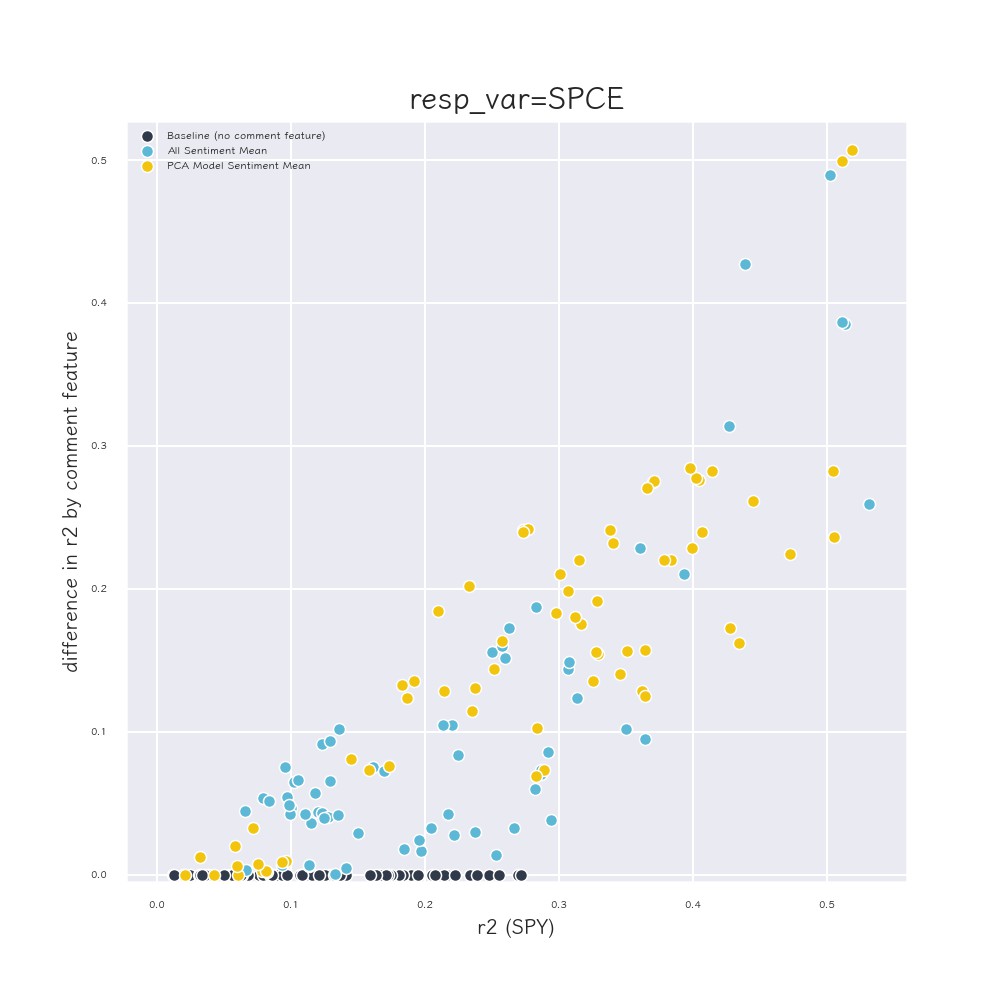 resp_var=SPCE
Baseline (no comment feature)
All Sentiment Mean
PCA Model Sentiment Mean
difference in r2 by comment feature
0.5
0.4
0.3
0.2
0.1
0.0
0.0 0.1 0.2 0.3 0.4 0.5
r2 (SPY)